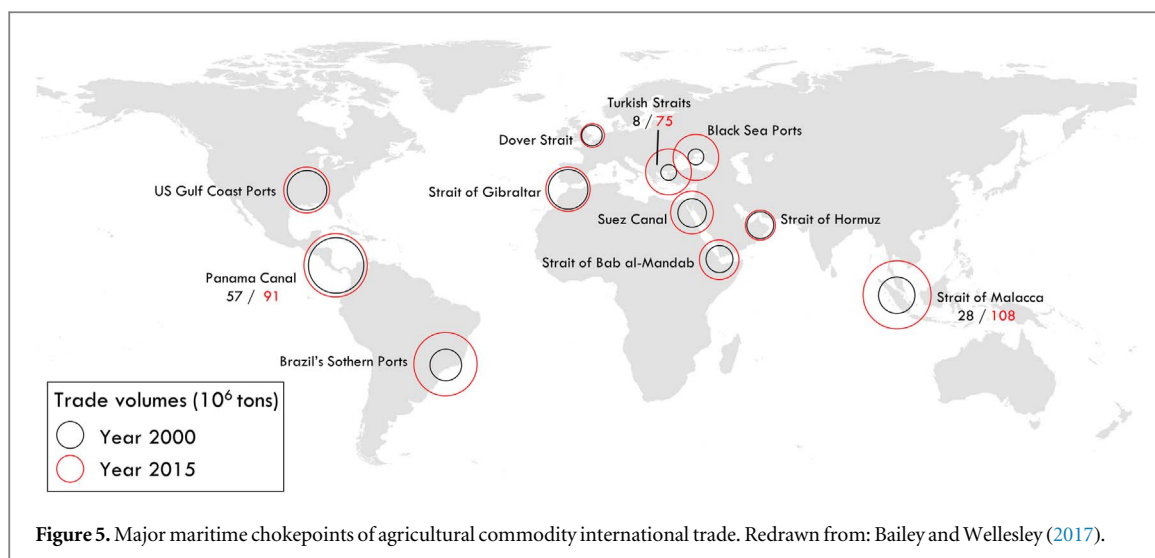 Turkish Straits
8 / 75
Dover Strait
Black Sea Ports
US Gulf Coast Ports
Strait of Gibraltar
Suez Canal
Strait of Hormuz
Strait of Bab al-Mandab
Panama Canal
57 / 91
Strait of Malacca
28 / 108
Brazil's Sothern Ports
Trade volumes (10⁶ tons)
Year 2000
Year 2015
Figure 5. Major maritime chokepoints of agricultural commodity international trade. Redrawn from: Bailey and Wellesley (2017).